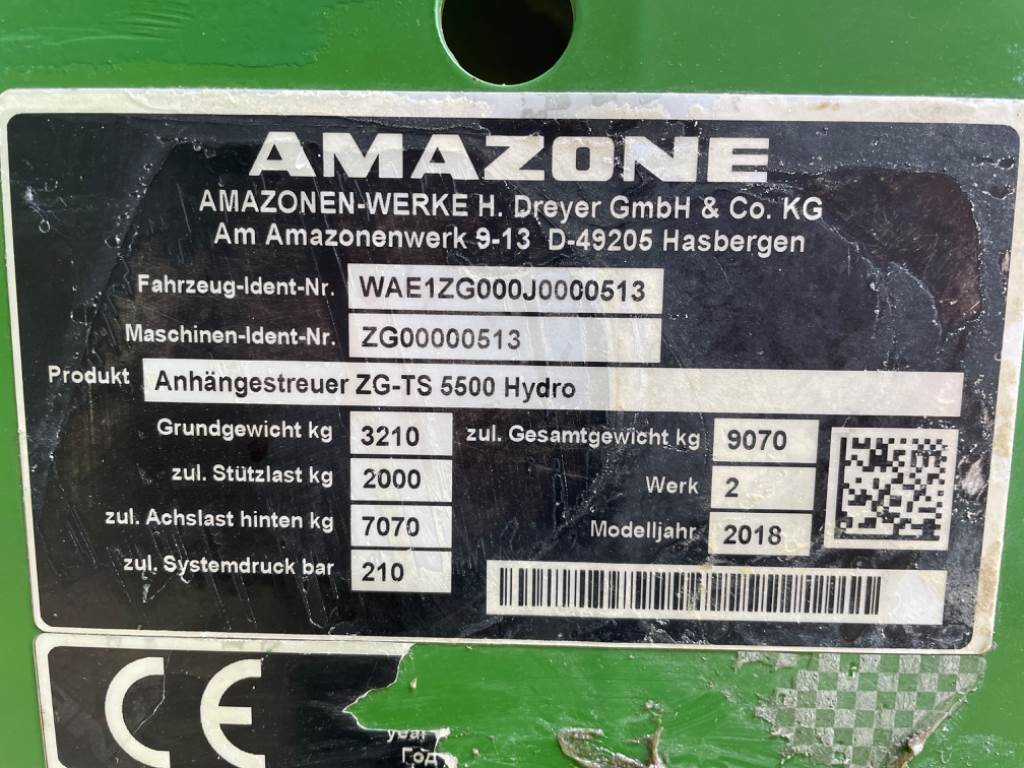 AMAZONE
AMAZONEN-WERKE H. Dreyer GmbH & Co. KG
Am Amazonenwerk 9-13 D-49205 Hasbergen
Fahrzeug-Ident-Nr. WAE1ZG000J0000513
Maschinen-Ident-Nr. ZG00000513
Produkt Anhängestreuer ZG-TS 5500 Hydro
Grundgewicht kg 3210 zul. Gesamtgewicht kg 9070
zul. Stützlast kg 2000 Werk 2
zul. Achslast hinten kg 7070 Modelljahr 2018
zul. Systemdruck bar 210
CE
year
Год